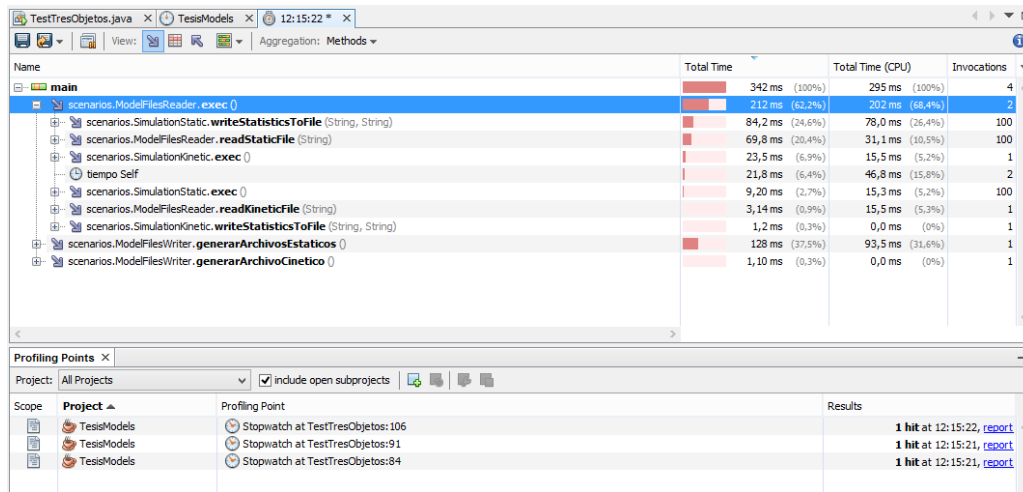 TestTresObjetos.java TesisModels 12:15:22 *
View: Aggregation: Methods
Name Total Time Total Time (CPU) Invocations
main 342 ms (100%) 295 ms (100%) 4
scenarios.ModelFilesReader.exec () 212 ms (62,2%) 202 ms (68,4%) 2
scenarios.SimulationStatic.writeStatisticsToFile (String, String) 84,2 ms (24,6%) 78,0 ms (26,4%) 100
scenarios.ModelFilesReader.readStaticFile (String) 69,8 ms (20,4%) 31,1 ms (10,5%) 100
scenarios.SimulationKinetic.exec () 23,5 ms (6,9%) 15,5 ms (5,2%) 1
tiempo Self 21,8 ms (6,4%) 46,8 ms (15,8%) 2
scenarios.SimulationStatic.exec () 9,20 ms (2,7%) 15,3 ms (5,2%) 100
scenarios.ModelFilesReader.readKineticFile (String) 3,14 ms (0,9%) 15,5 ms (5,3%) 1
scenarios.SimulationKinetic.writeStatisticsToFile (String, String) 1,2 ms (0,3%) 0,0 ms (0%) 1
scenarios.ModelFilesWriter.generarArchivosEstaticos () 128 ms (37,5%) 93,5 ms (31,6%) 1
scenarios.ModelFilesWriter.generarArchivoCinetico () 1,10 ms (0,3%) 0,0 ms (0%) 1
Profiling Points
Project: All Projects include open subprojects
Scope Project Profiling Point Results
TesisModels Stopwatch at TestTresObjetos:106 1 hit at 12:15:22, report
TesisModels Stopwatch at TestTresObjetos:91 1 hit at 12:15:21, report
TesisModels Stopwatch at TestTresObjetos:84 1 hit at 12:15:21, report